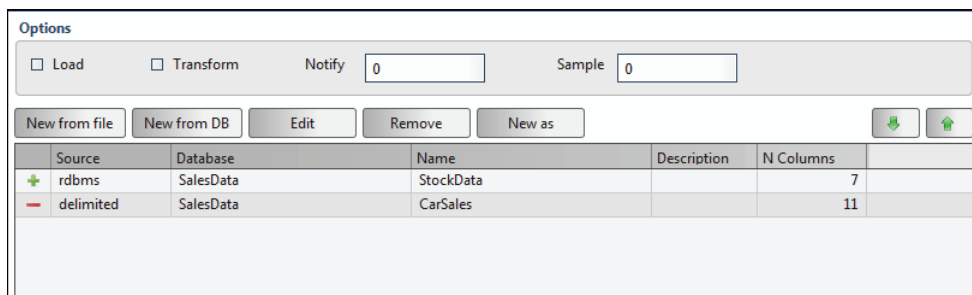 Options
Load Transform Notify 0 Sample 0
New from file New from DB Edit Remove New as
Source Database Name Description N Columns
rdbms SalesData StockData 7
delimited SalesData CarSales 11